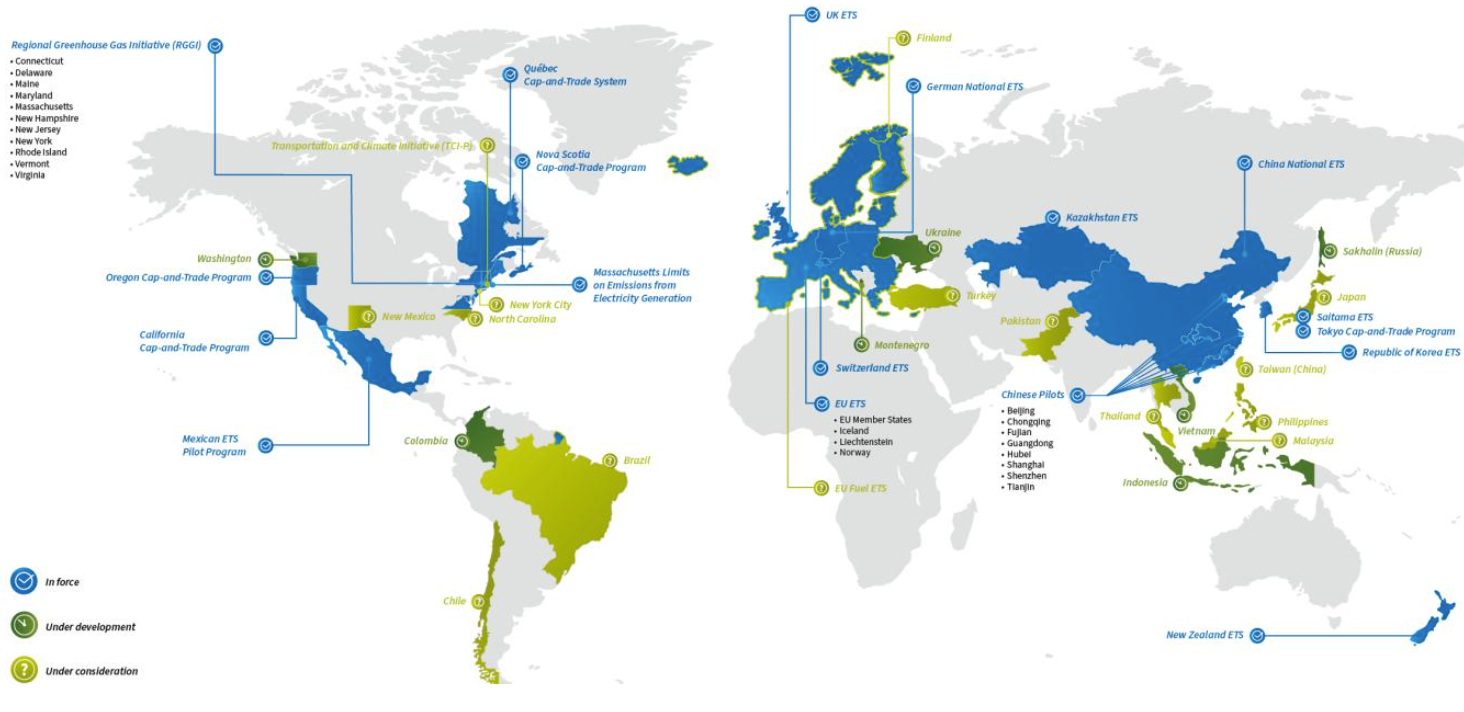 Regional Greenhouse Gas Initiative (RGGI)
• Connecticut
• Delaware
• Maine
• Maryland
• Massachusetts
• New Hampshire
• New Jersey
• New York
• Rhode Island
• Vermont
• Virginia
Québec
Cap-and-Trade System
Transportation and Climate Initiative (TCI-P)
Nova Scotia
Cap-and-Trade Program
Washington
Oregon Cap-and-Trade Program
Massachusetts Limits
on Emissions from
Electricity Generation
New York City
North Carolina
New Mexico
California
Cap-and-Trade Program
Mexican ETS
Pilot Program
Colombia
Brazil
Chile
In force
Under development
Under consideration
UK ETS
Finland
German National ETS
China National ETS
Kazakhstan ETS
Ukraine
Sakhalin (Russia)
Turkey
Japan
Saitama ETS
Tokyo Cap-and-Trade Program
Pakistan
Montenegro
Republic of Korea ETS
Switzerland ETS
Taiwan (China)
EU ETS
• EU Member States
• Iceland
• Liechtenstein
• Norway
Chinese Pilots
• Beijing
• Chongqing
• Fujian
• Guangdong
• Hubei
• Shanghai
• Shenzhen
• Tianjin
Thailand
Vietnam
Philippines
Malaysia
Indonesia
EU Fuel ETS
New Zealand ETS